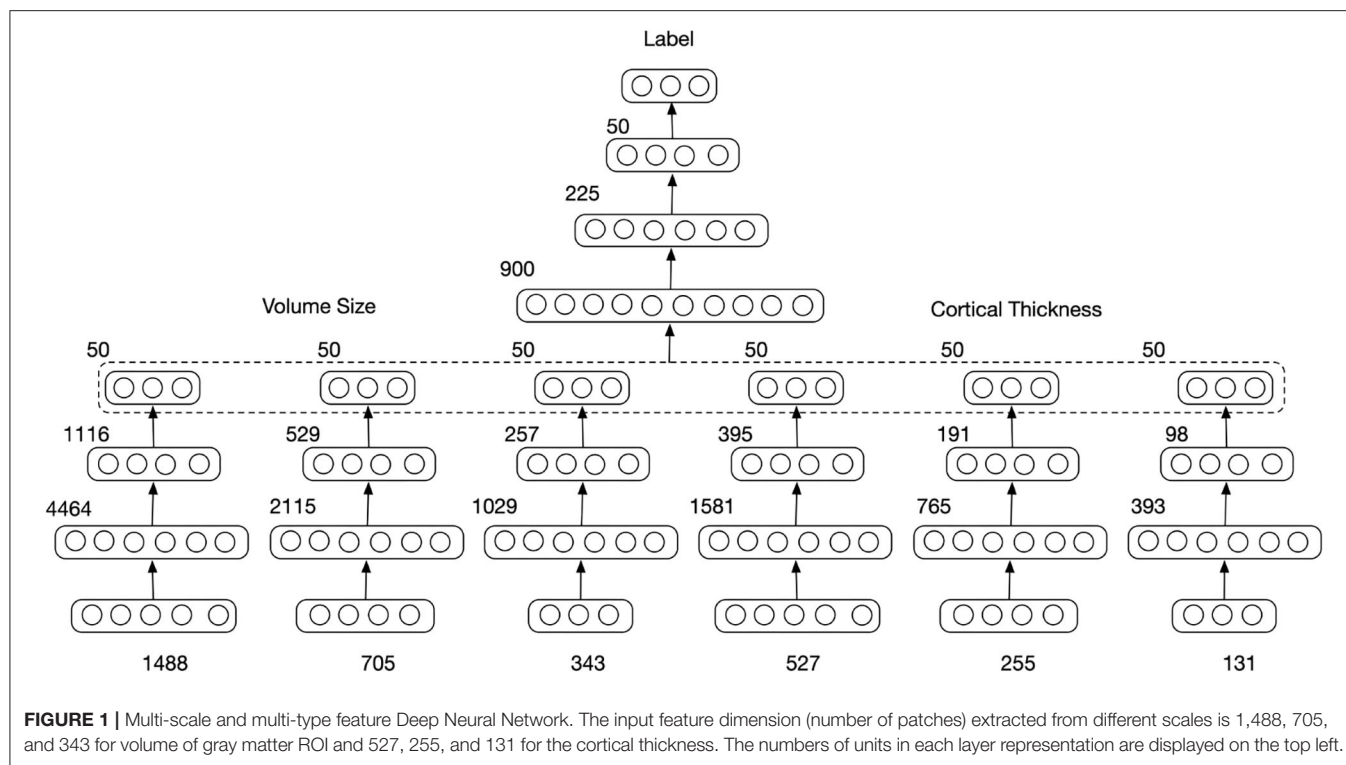 Label
50
225
900
Volume Size
Cortical Thickness
50 50 50 50 50 50
1116 529 257 395 191 98
4464 2115 1029 1581 765 393
1488 705 343 527 255 131
FIGURE 1 | Multi-scale and multi-type feature Deep Neural Network. The input feature dimension (number of patches) extracted from different scales is 1,488, 705,
and 343 for volume of gray matter ROI and 527, 255, and 131 for the cortical thickness. The numbers of units in each layer representation are displayed on the top left.